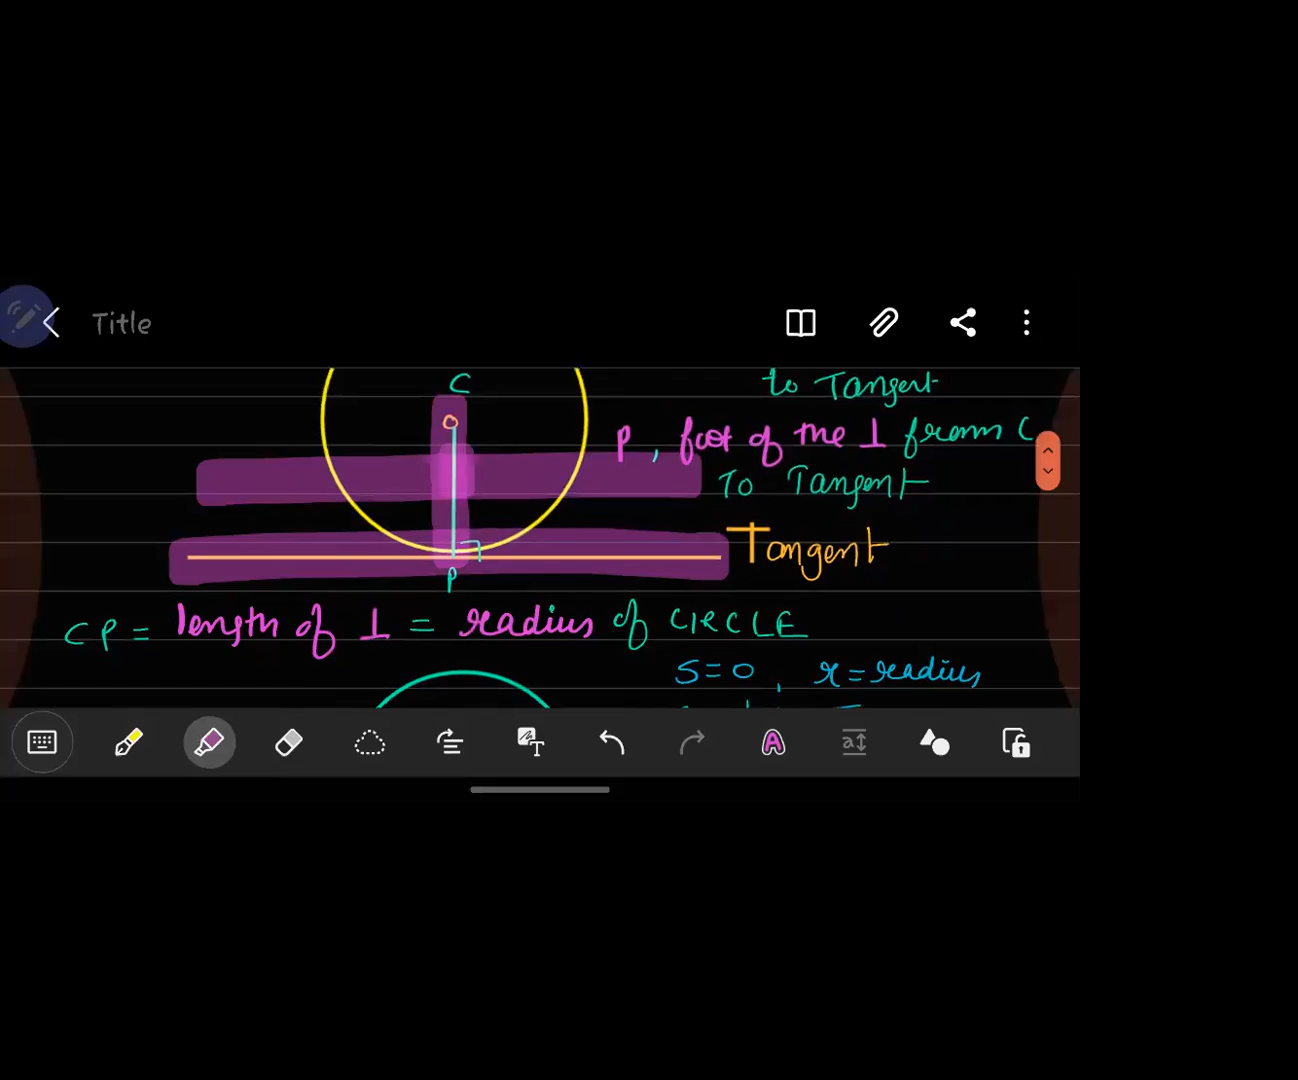 Title
C
to Tangent
P, foot of the ⊥ from C
To Tangent
Tangent
P
CP = length of ⊥ = radius of CIRCLE
S=0, r=radius
T
A
a